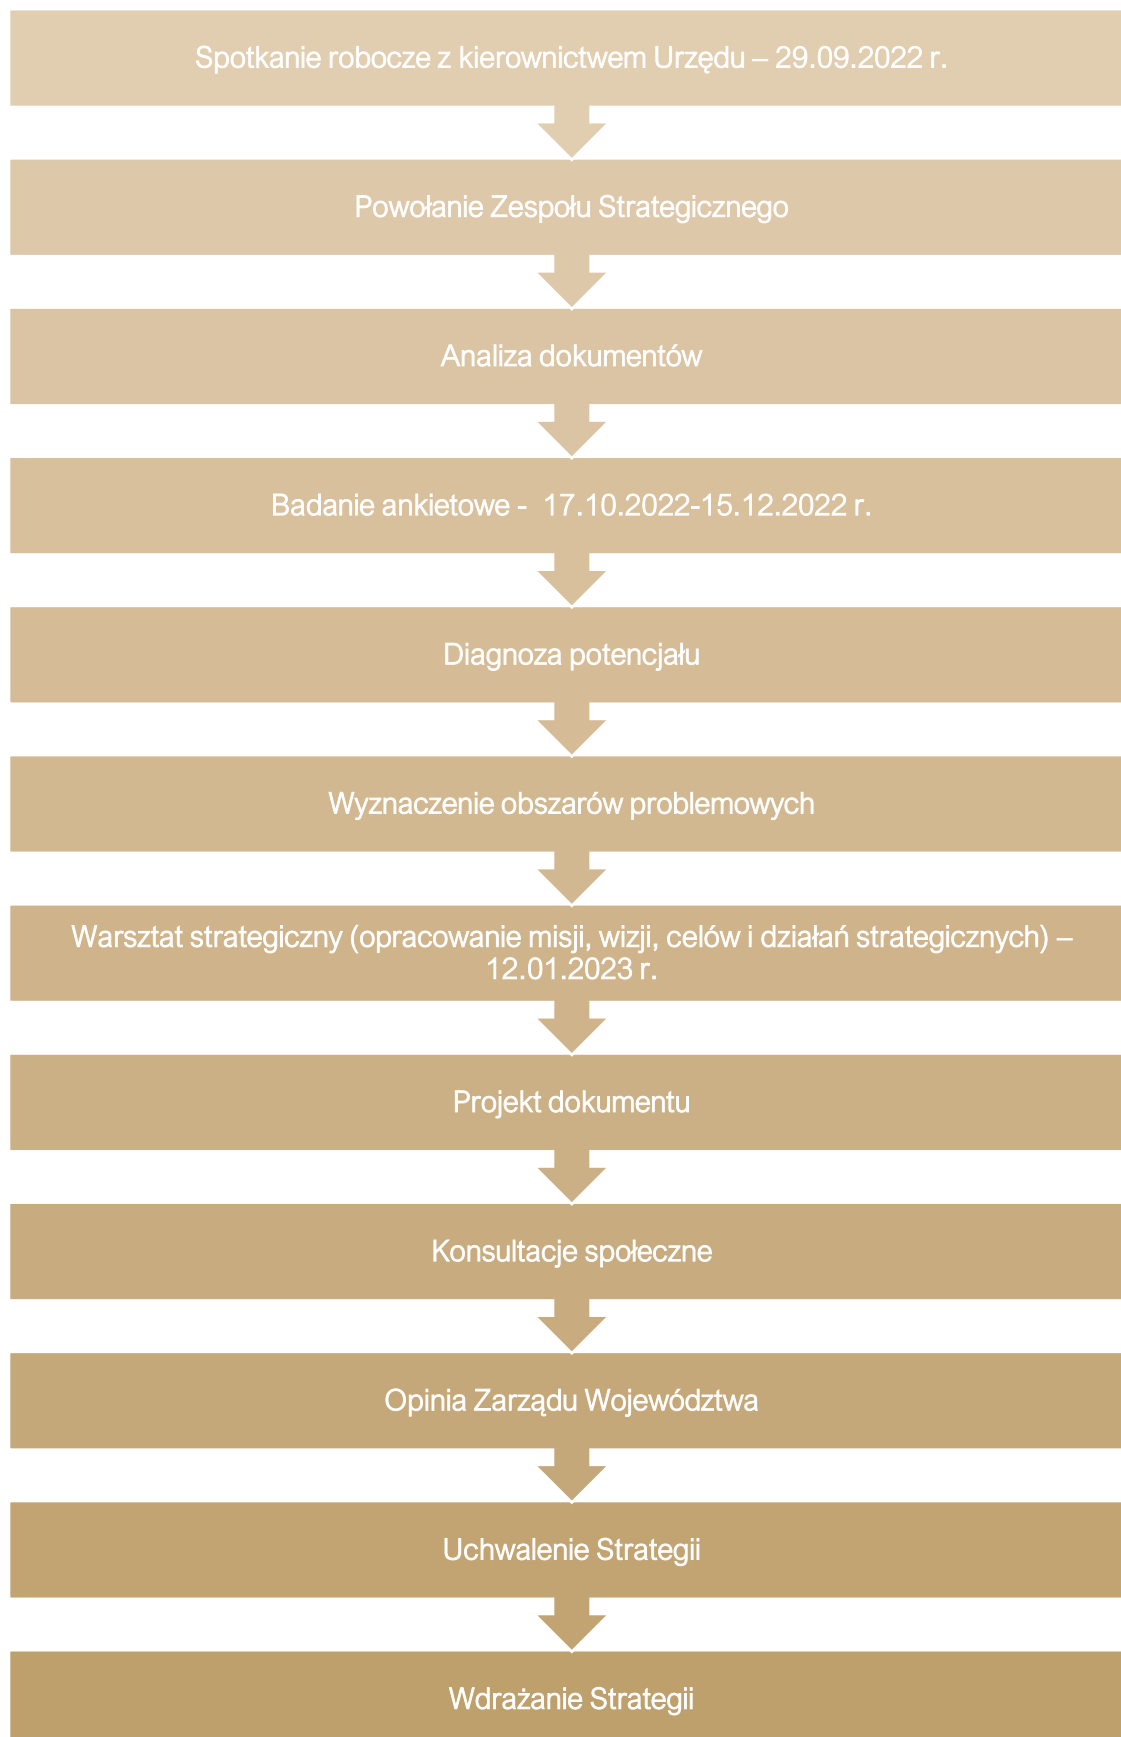 Spotkanie robocze z kierownictwem Urzędu – 29.09.2022 r.
Powołanie Zespołu Strategicznego
Analiza dokumentów
Badanie ankietowe -  17.10.2022-15.12.2022 r.
Diagnoza potencjału
Wyznaczenie obszarów problemowych
Warsztat strategiczny (opracowanie misji, wizji, celów i działań strategicznych) –
12.01.2023 r.
Projekt dokumentu
Konsultacje społeczne
Opinia Zarządu Województwa
Uchwalenie Strategii
Wdrażanie Strategii